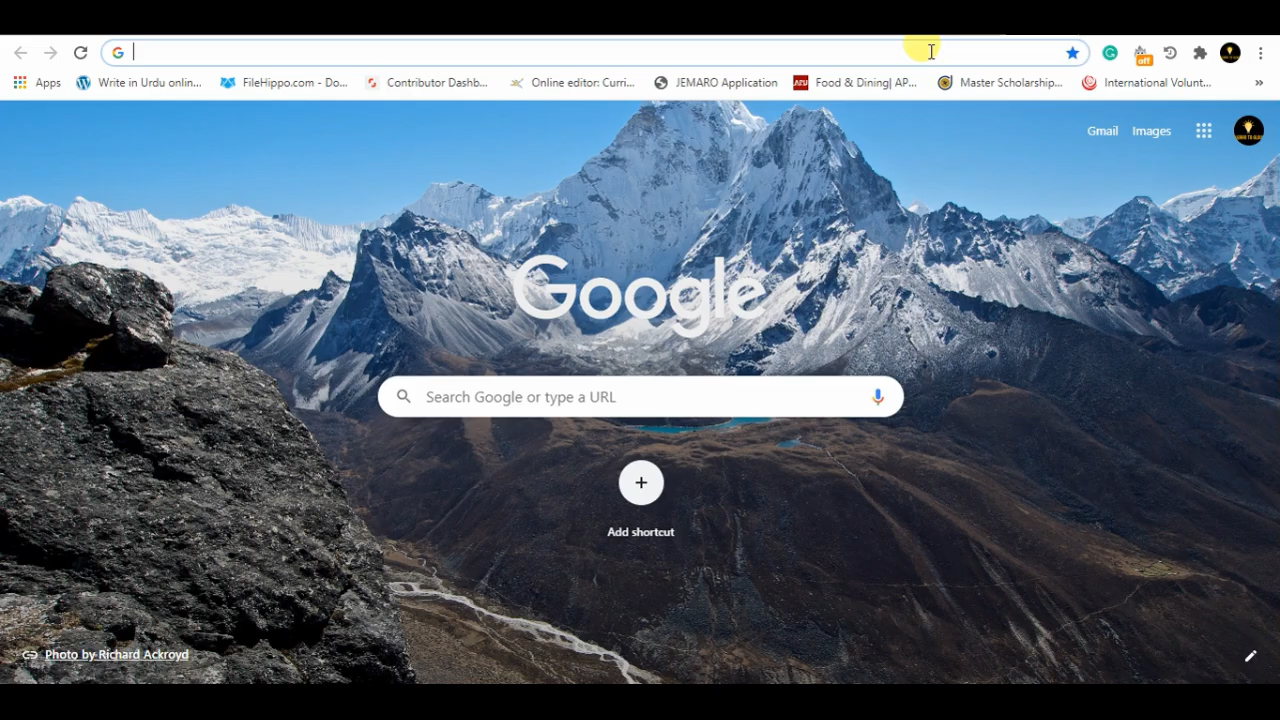 off
Apps
Write in Urdu onlin...
FileHippo.com - Do...
Contributor Dashb...
Online editor: Curri...
JEMARO Application
Food & Dining| AP...
Master Scholarship...
International Volunt...
»
Gmail
Images
Google
Search Google or type a URL
Add shortcut
Photo by Richard Ackroyd